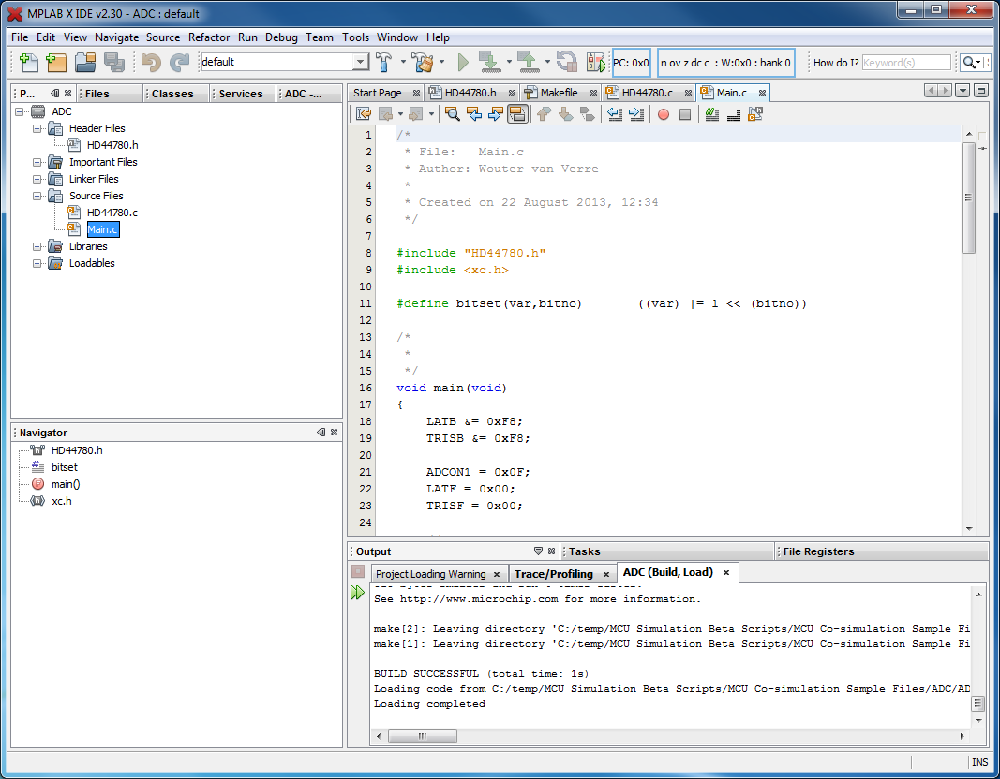 MPLAB X IDE v2.30 - ADC : default
File Edit View Navigate Source Refactor Run Debug Team Tools Window Help
default
PC: 0x0
n ov z dc c : W:0x0 : bank 0
How do I? Keyword(s)
P... Files Classes Services ADC -...
ADC
Header Files
HD44780.h
Important Files
Linker Files
Source Files
HD44780.c
Main.c
Libraries
Loadables
Navigator
HD44780.h
bitset
main()
xc.h
Start Page HD44780.h Makefile HD44780.c Main.c
1 /*
2 * File:   Main.c
3 * Author: Wouter van Verre
4 *
5 * Created on 22 August 2013, 12:34
6 */
7
8 #include "HD44780.h"
9 #include <xc.h>
10
11 #define bitset(var,bitno)       ((var) |= 1 << (bitno))
12
13 /*
14 *
15 */
16 void main(void)
17 {
18     LATB &= 0xF8;
19     TRISB &= 0xF8;
20
21     ADCON1 = 0x0F;
22     LATF = 0x00;
23     TRISF = 0x00;
24
Output Tasks File Registers
Project Loading Warning Trace/Profiling ADC (Build, Load)
See http://www.microchip.com for more information.
make[2]: Leaving directory 'C:/temp/MCU Simulation Beta Scripts/MCU Co-simulation Sample Fi
make[1]: Leaving directory 'C:/temp/MCU Simulation Beta Scripts/MCU Co-simulation Sample Fi
BUILD SUCCESSFUL (total time: 1s)
Loading code from C:/temp/MCU Simulation Beta Scripts/MCU Co-simulation Sample Files/ADC/AD
Loading completed
INS